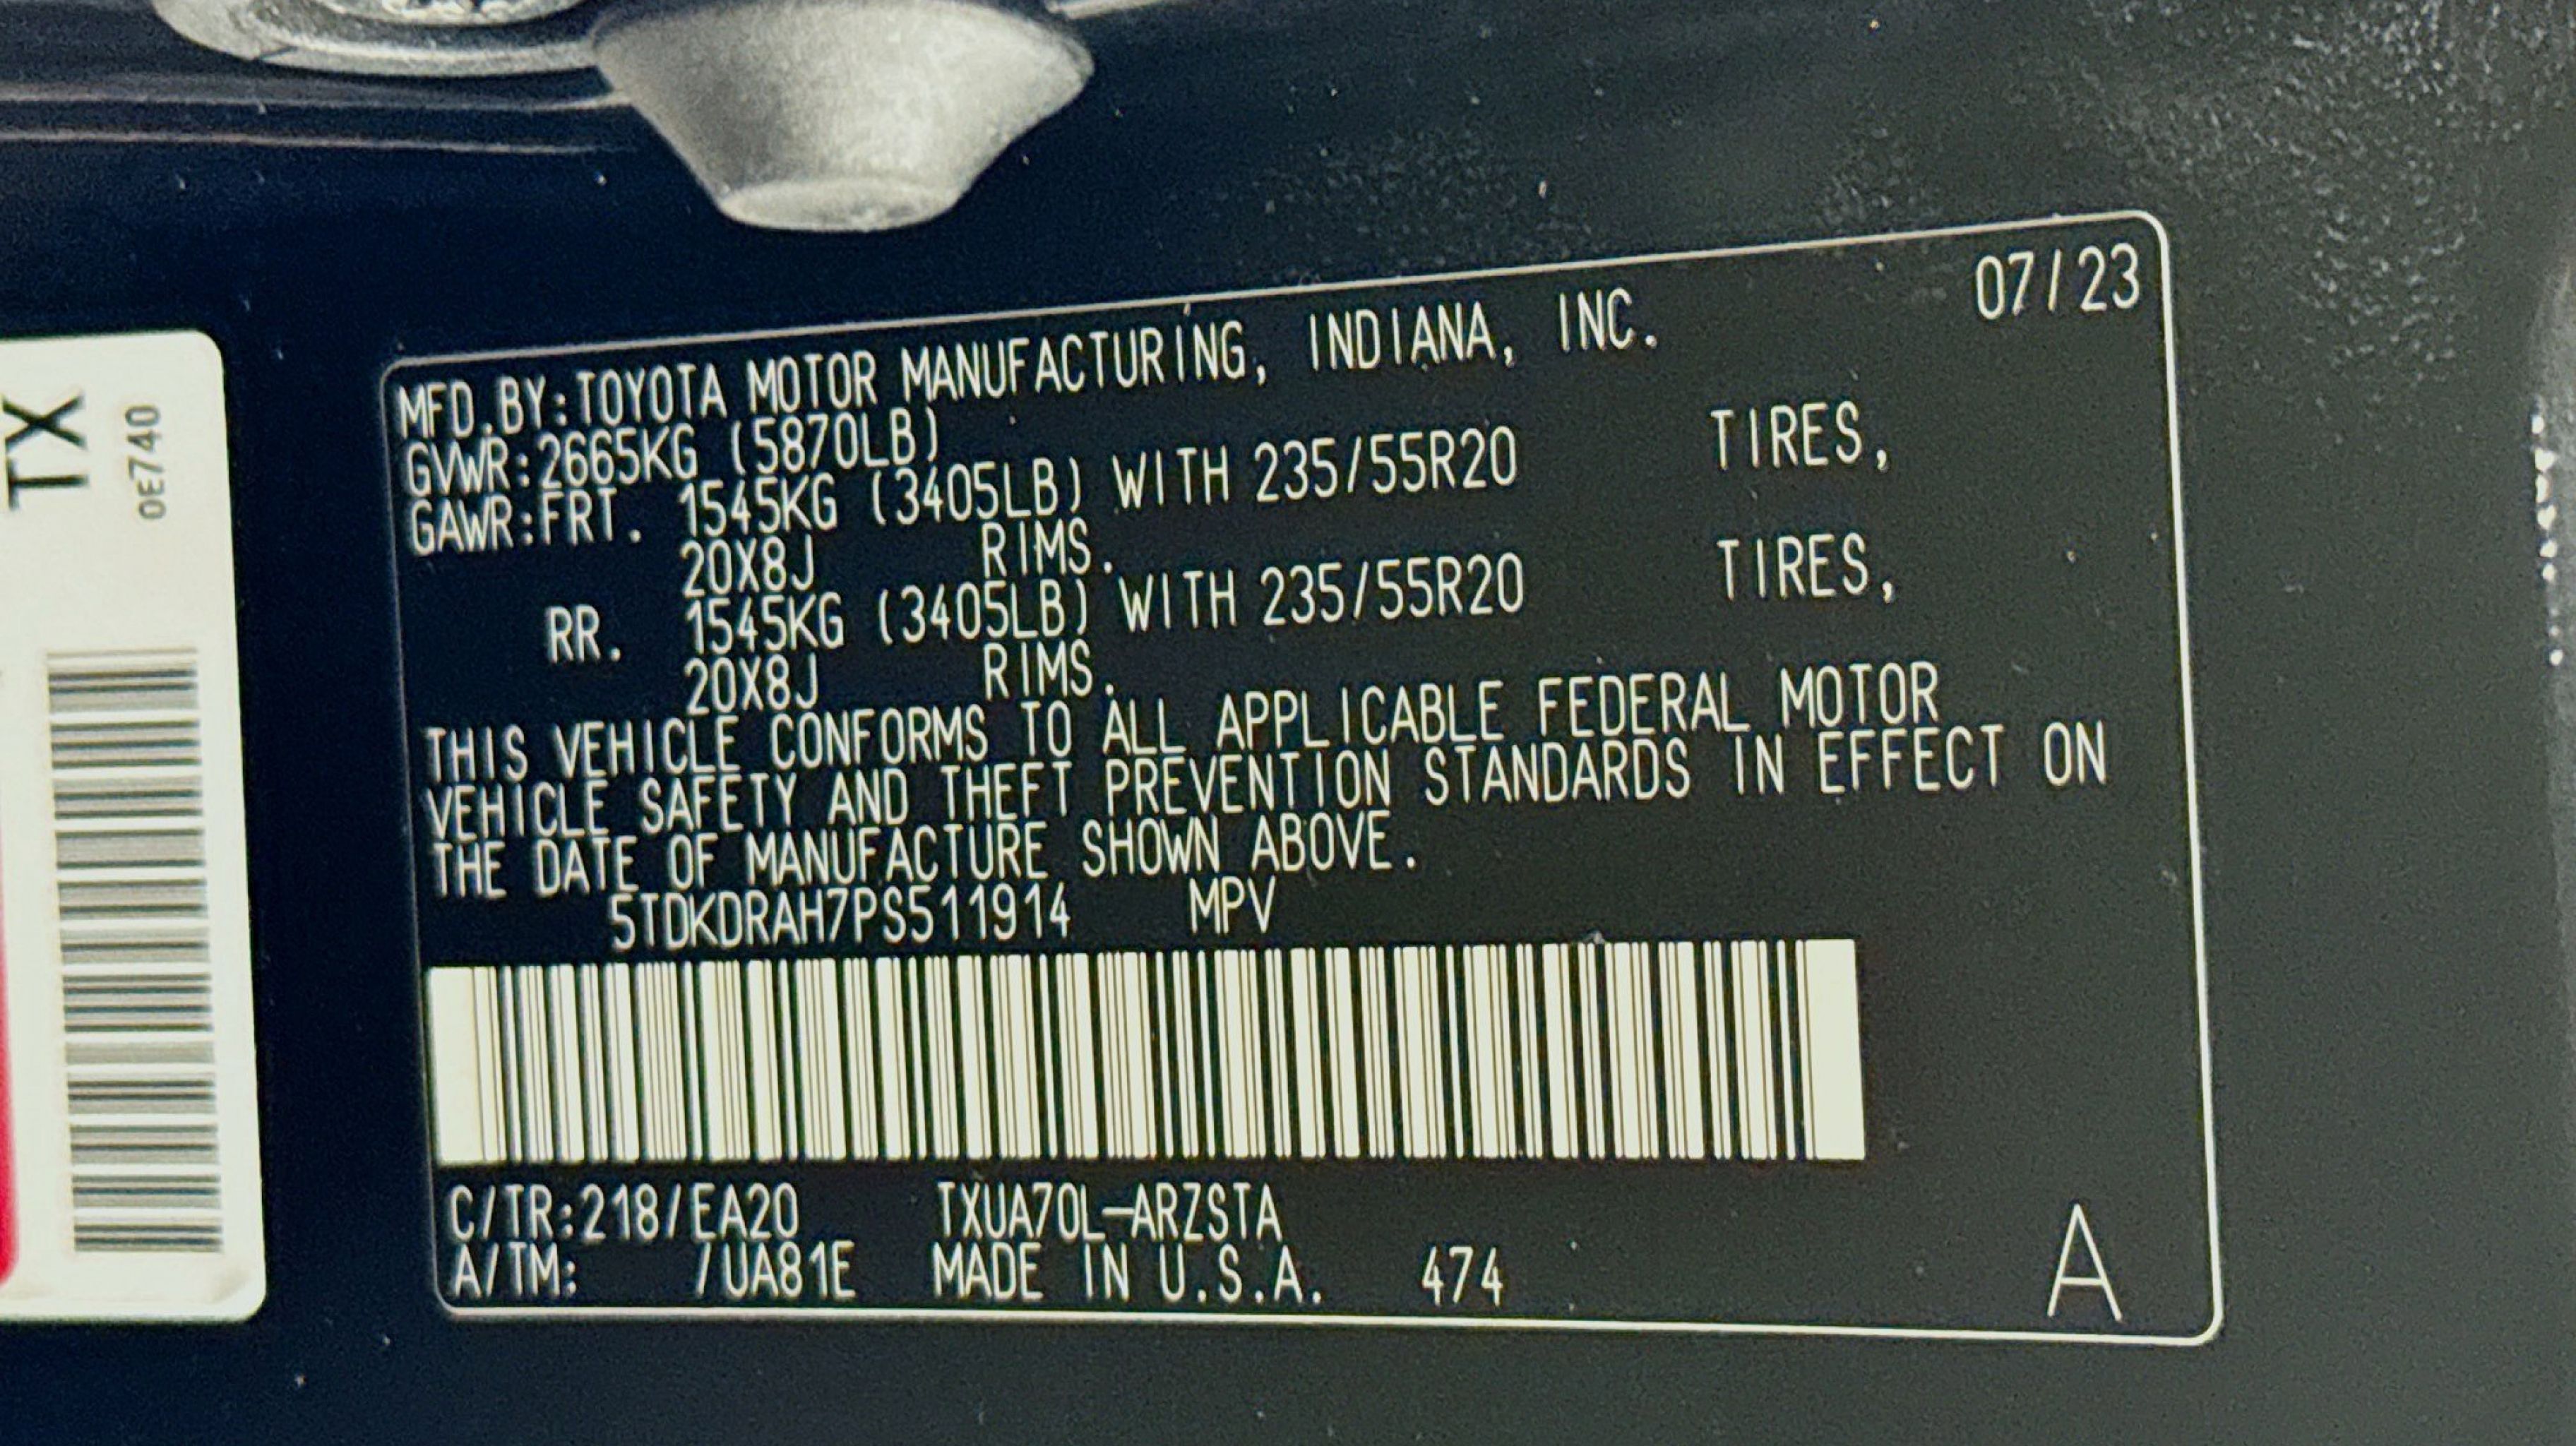 TX
0E740
07/23
MFD.BY:TOYOTA MOTOR MANUFACTURING, INDIANA, INC.
GVWR:2665KG (5870LB)
GAWR:FRT. 1545KG (3405LB) WITH 235/55R20 TIRES,
20X8J RIMS.
RR. 1545KG (3405LB) WITH 235/55R20 TIRES,
20X8J RIMS.
THIS VEHICLE CONFORMS TO ALL APPLICABLE FEDERAL MOTOR
VEHICLE SAFETY AND THEFT PREVENTION STANDARDS IN EFFECT ON
THE DATE OF MANUFACTURE SHOWN ABOVE.
5TDKDRAH7PS511914 MPV
C/TR:218/EA20 TXUA70L-ARZSTA
A/TM: /UA81E MADE IN U.S.A. 474
A